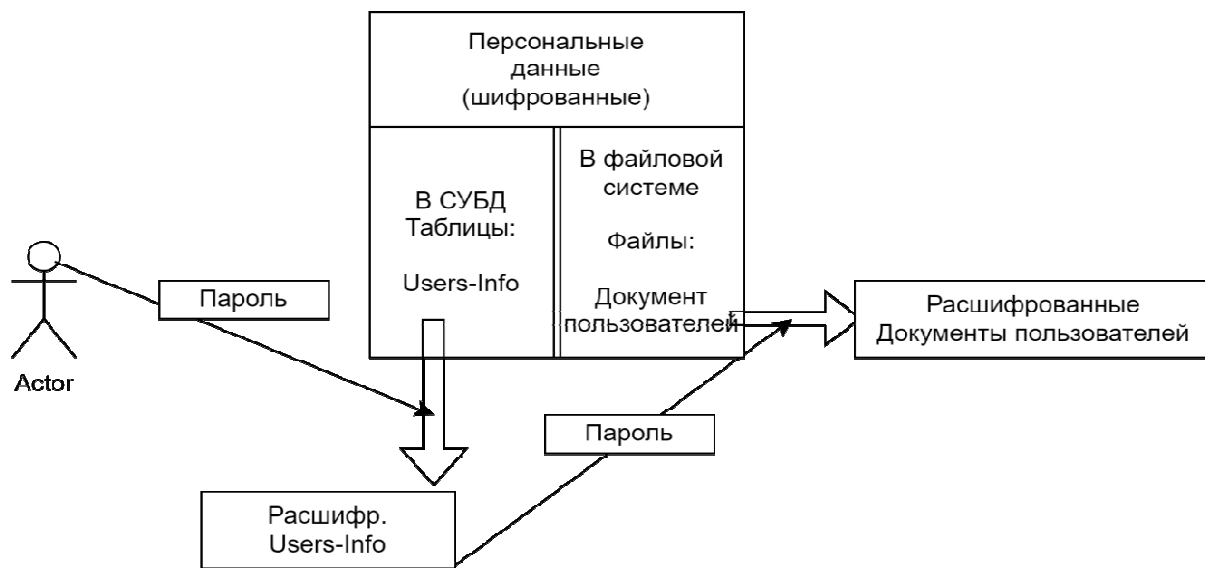 Персональные
данные
(шифрованные)
В СУБД
Таблицы:
Users-Info
В файловой
системе
Файлы:
Документ
пользователей
Пароль
Actor
Расшифрованные
Документы пользователей
Пароль
Расшифр.
Users-Info